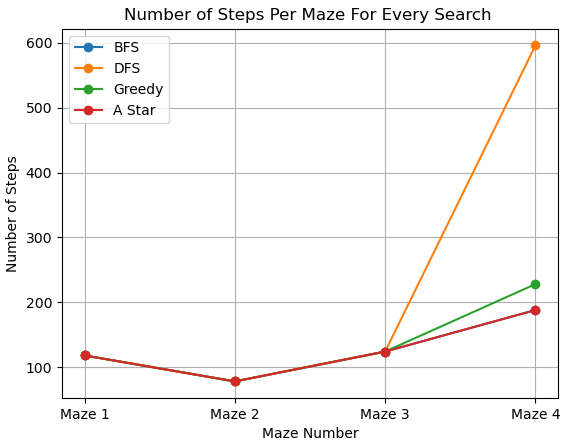 Number of Steps Per Maze For Every Search
BFS
DFS
Greedy
A Star
600
500
400
300
200
100
Number of Steps
Maze 1
Maze 2
Maze 3
Maze 4
Maze Number